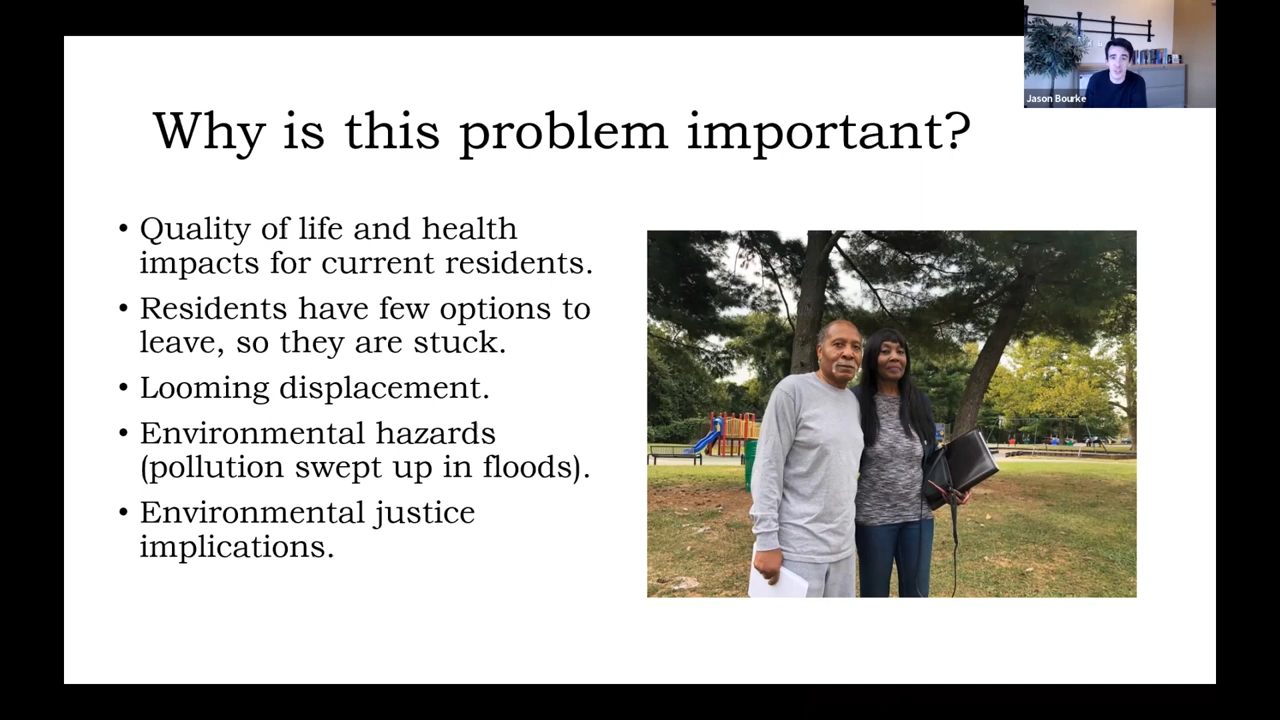 Jason Bourke
Why is this problem important?
• Quality of life and health
impacts for current residents.
• Residents have few options to
leave, so they are stuck.
• Looming displacement.
• Environmental hazards
(pollution swept up in floods).
• Environmental justice
implications.